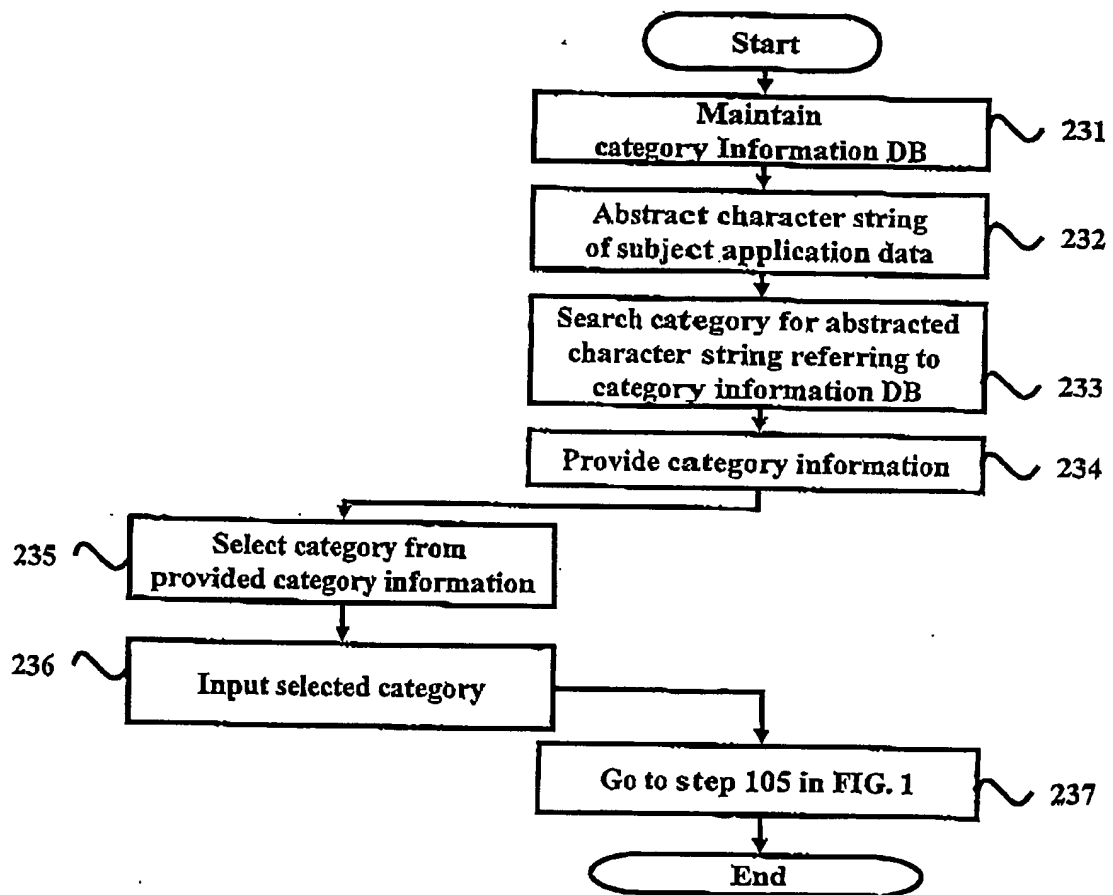 Start
Maintain
category Information DB
231
Abstract character string
of subject application data
232
Search category for abstracted
character string referring to
category information DB
233
Provide category information
234
235
Select category from
provided category information
236
Input selected category
Go to step 105 in FIG. 1
237
End